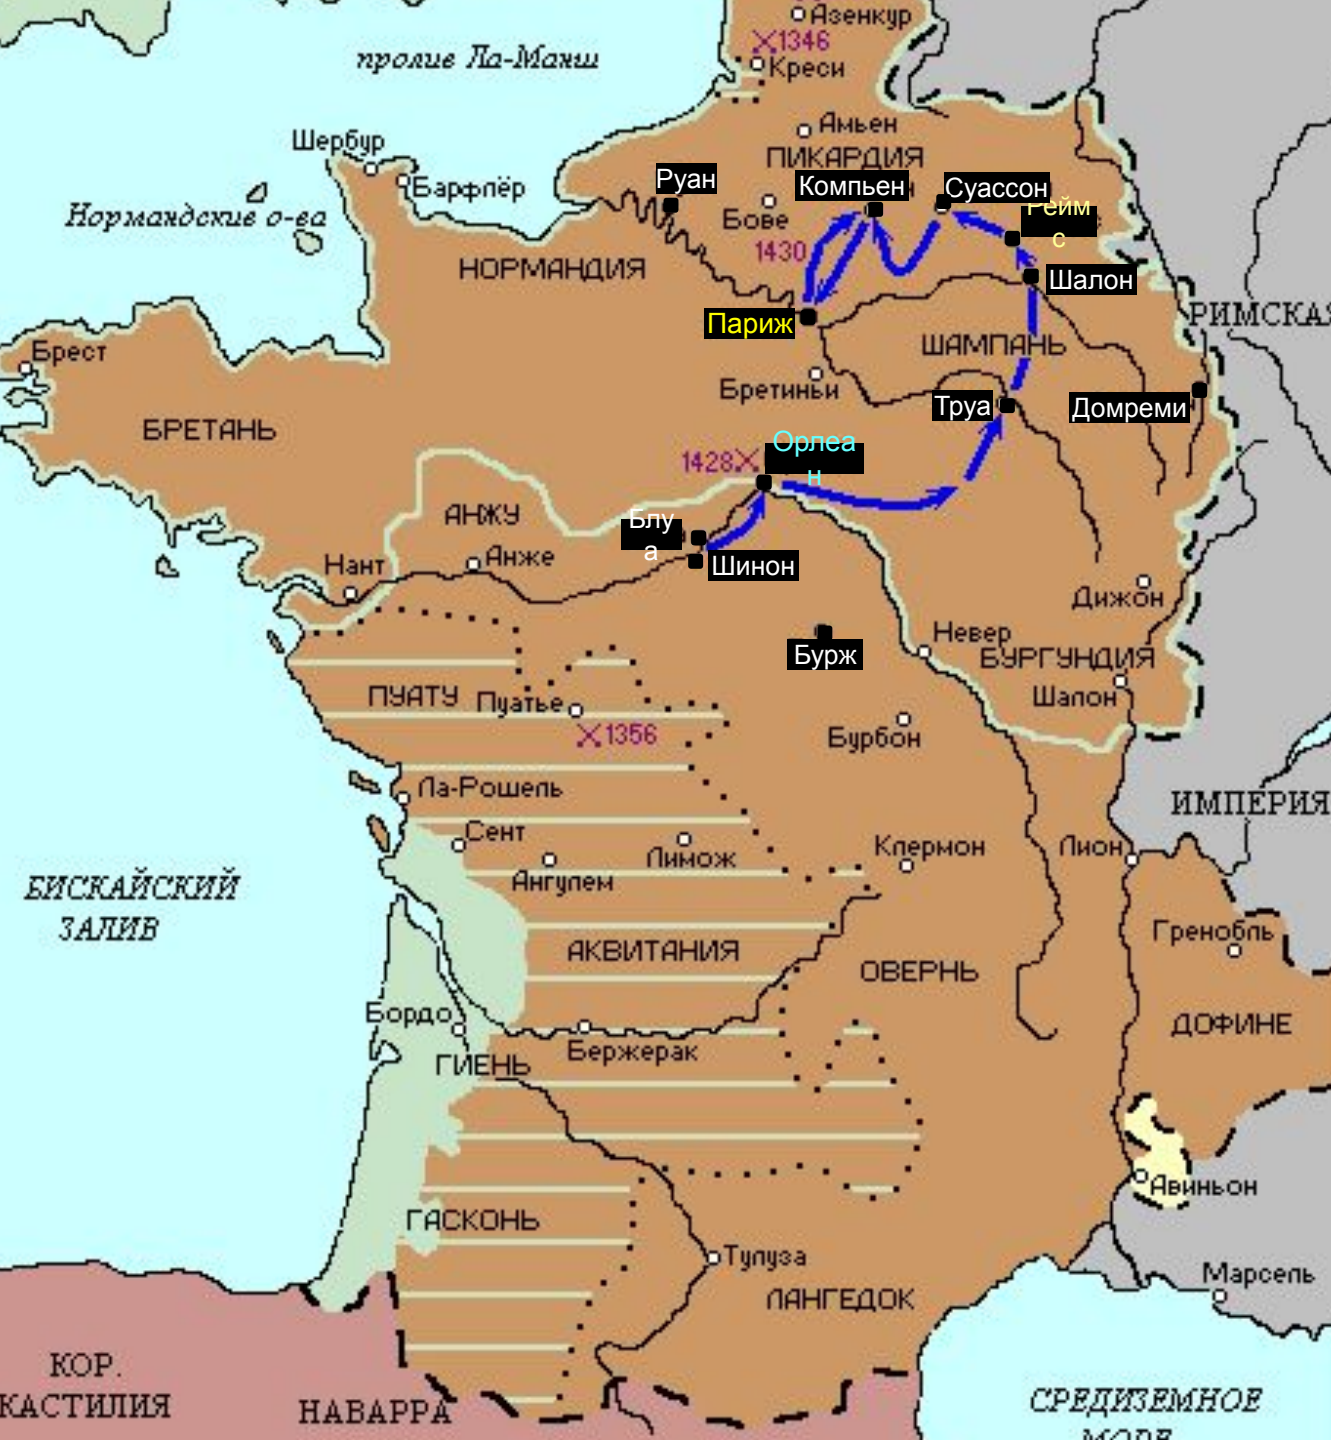 Азенкур
1346
Креси
пролив Ла-Манш
Амьен
Шербур
ПИКАРДИЯ
Руан
Компьен
Суассон
Барфлёр
Реймс
Нормандские о-ва
Бове
1430
НОРМАНДИЯ
Шалон
РИМСКАЯ
Париж
Брест
ШАМПАНЬ
Бретиньи
Труа
Домреми
БРЕТАНЬ
Орлеа
н
1428
АНЖУ
Блу
а
Анже
Шинон
Нант
Дижон
Невер
Бурж
БУРГУНДИЯ
ПУАТУ
Пуатье
Шалон
1356
Бурбон
Ла-Рошель
ИМПЕРИЯ
Сент
Лимож
Клермон
Лион
Ангулем
БИСКАЙСКИЙ
ЗАЛИВ
АКВИТАНИЯ
Гренобль
ОВЕРНЬ
Бордо
ДОФИНЕ
Бержерак
ГИЕНЬ
Авиньон
ГАСКОНЬ
Тулуза
Марсель
ЛАНГЕДОК
КОР.
КАСТИЛИЯ
НАВАРРА
СРЕДИЗЕМНОЕ
МОРЕ